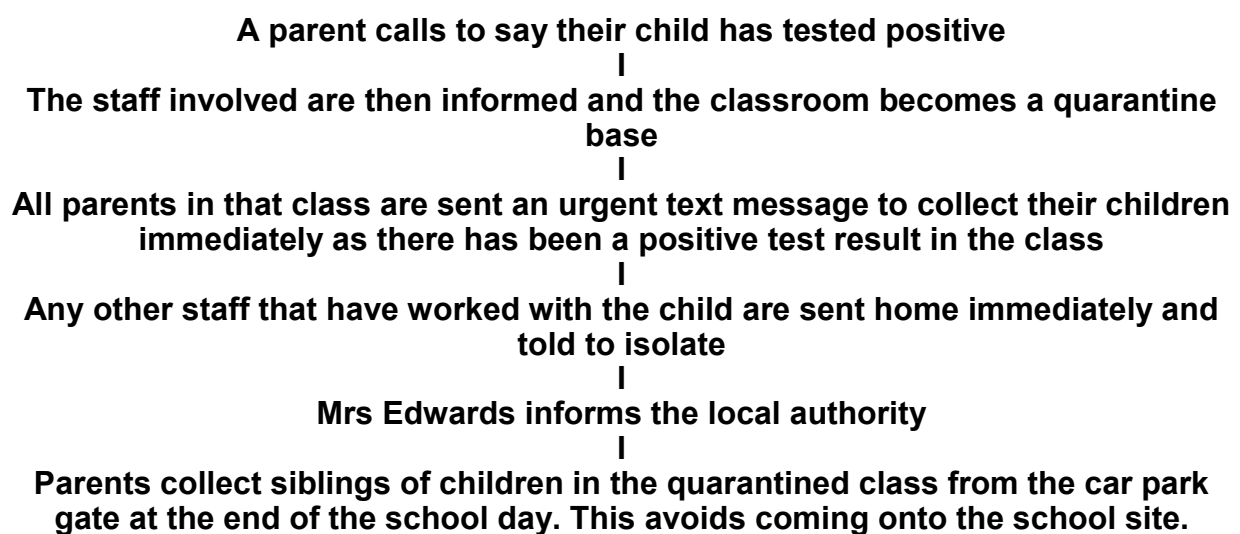 A parent calls to say their child has tested positive
I
The staff involved are then informed and the classroom becomes a quarantine
base
I
All parents in that class are sent an urgent text message to collect their children
immediately as there has been a positive test result in the class
I
Any other staff that have worked with the child are sent home immediately and
told to isolate
I
Mrs Edwards informs the local authority
I
Parents collect siblings of children in the quarantined class from the car park
gate at the end of the school day. This avoids coming onto the school site.